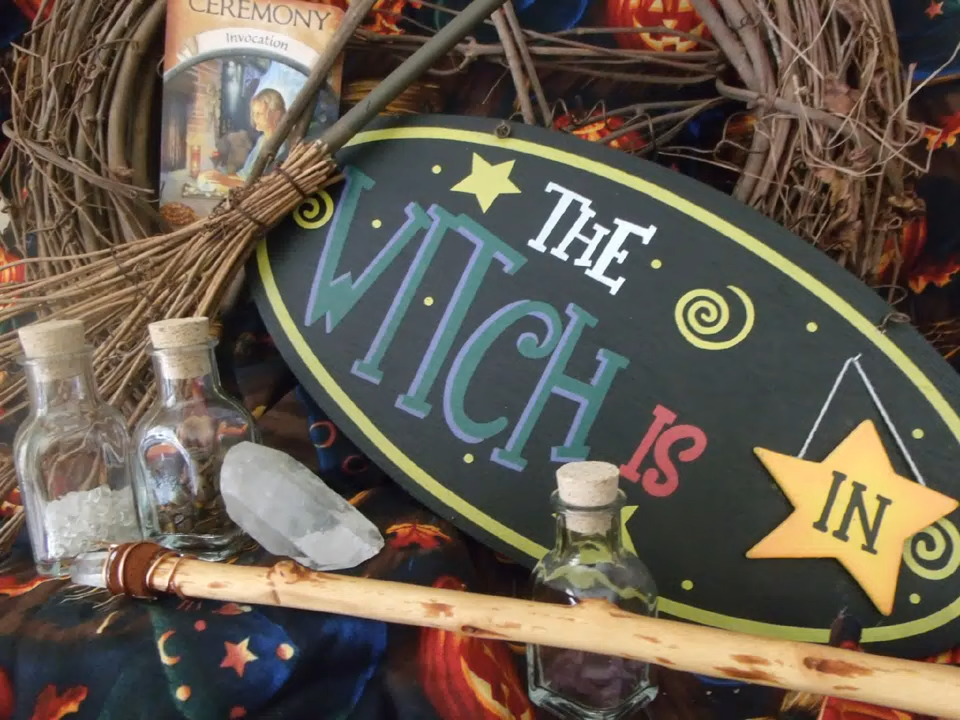 CEREMONY
Invocation
THE
WITCH
IS
IN